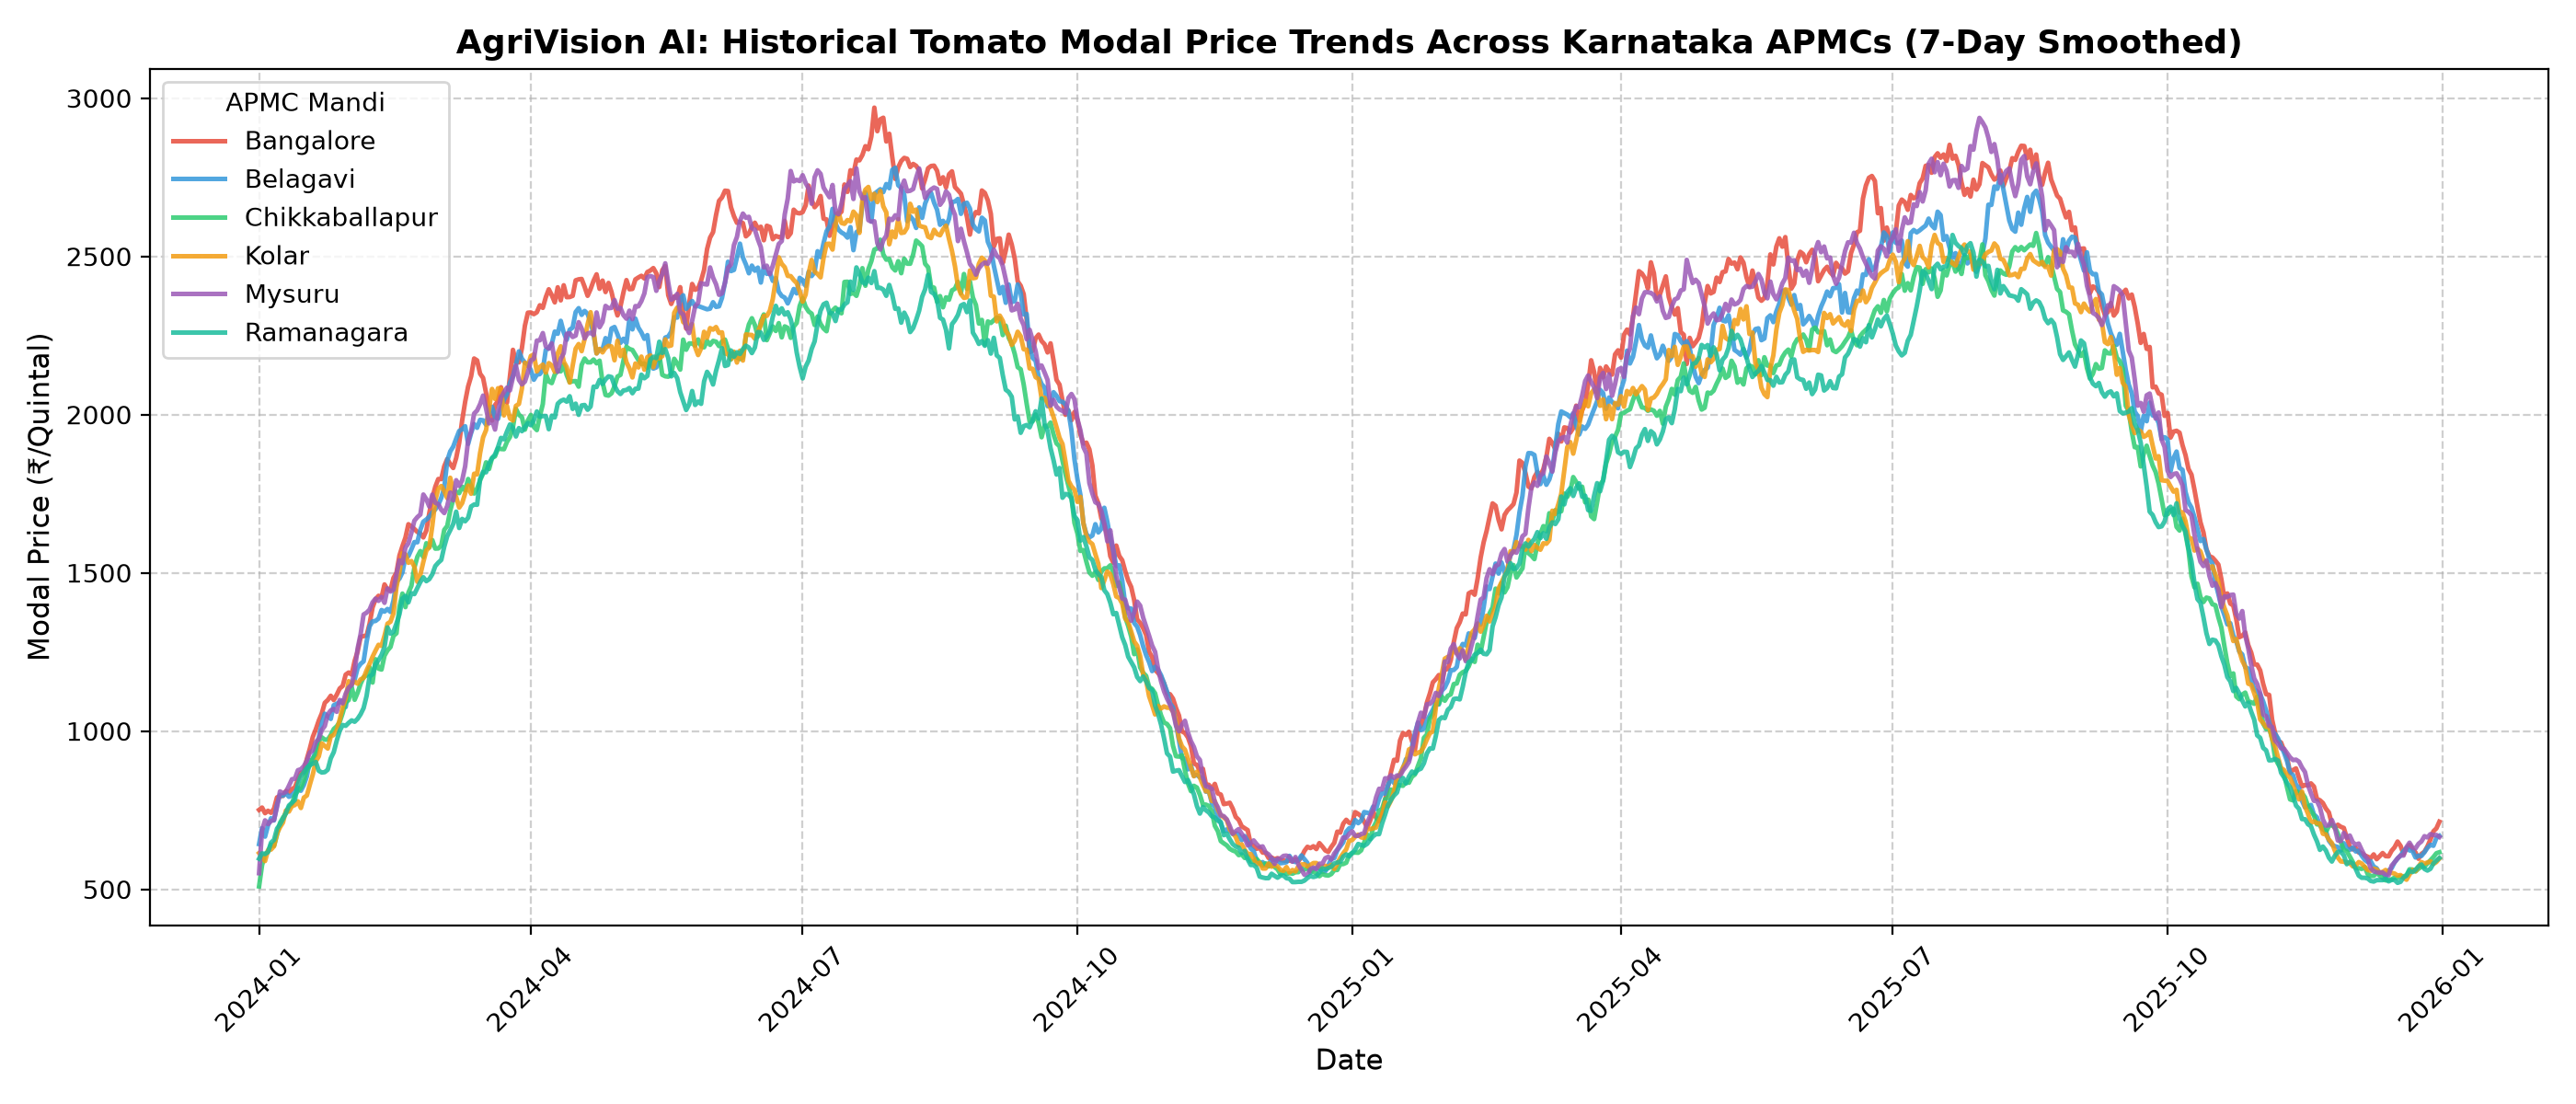 AgriVision AI: Historical Tomato Modal Price Trends Across Karnataka APMCs (7-Day Smoothed)
APMC Mandi
Bangalore
Belagavi
Chikkaballapur
Kolar
Mysuru
Ramanagara
Modal Price (₹/Quintal)
3000
2500
2000
1500
1000
500
2024-01
2024-04
2024-07
2024-10
2025-01
2025-04
2025-07
2025-10
2026-01
Date